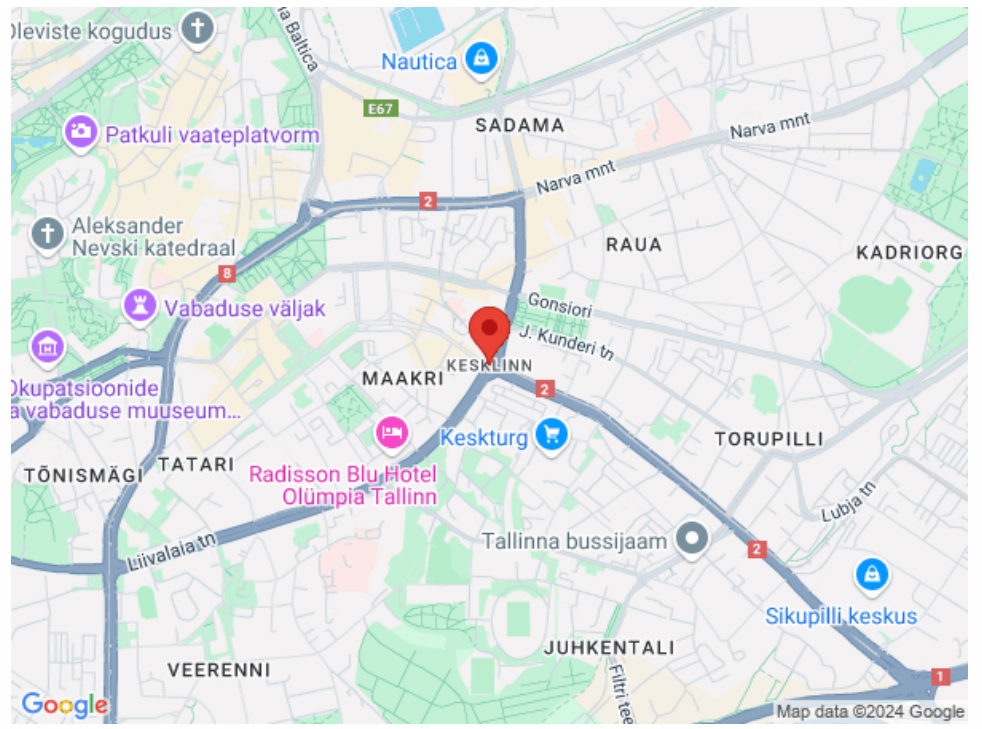 Oleviste kogudus
a Baltica
Nautica
E67
SADAMA
Patkuli vaateplatvorm
Narva mnt
Narva mnt
2
Aleksander
Nevski katedraal
RAUA
KADRIORG
8
Vabaduse väljak
Gonsiori
J. Kunderi tn
KESKLINN
MAAKRI
2
Okupatsioonide
a vabaduse muuseum...
Keskturg
TORUPILLI
TÕNISMÄGI
TATARI
Radisson Blu Hotel
Olümpia Tallinn
Lubja tn
Liivalaia tn
Tallinna bussijaam
2
Sikupilli keskus
JUHKENTALI
VEERENNI
Filtri tee
1
Google
Map data ©2024 Google